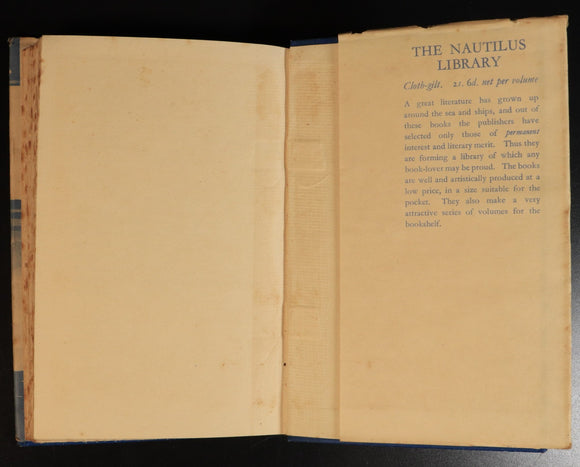 THE NAUTILUS
LIBRARY
Cloth-gilt. 2s. 6d. net per volume
A great literature has grown up
around the sea and ships, and out of
these books the publishers have
selected only those of permanent
interest and literary merit. Thus they
are forming a library of which any
book-lover may be proud. The books
are well and artistically produced at a
low price, in a size suitable for the
pocket. They also make a very
attractive series of volumes for the
bookshelf.